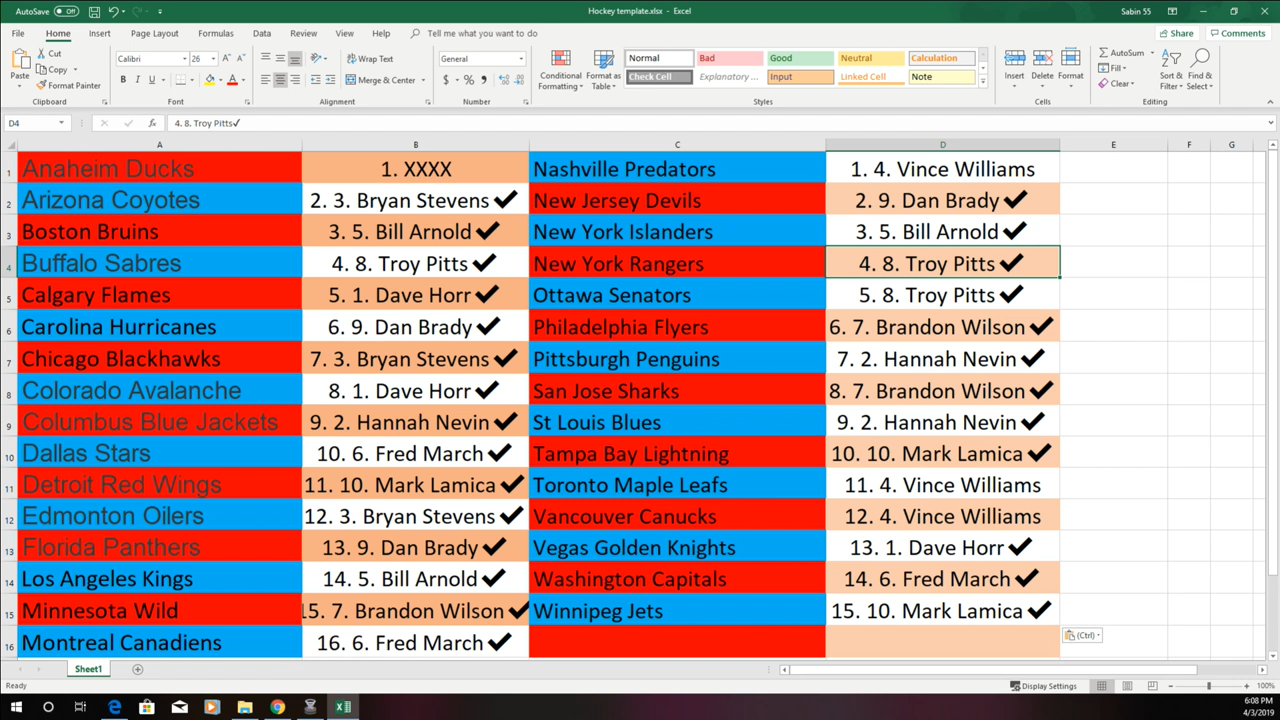 AutoSave Off Hockey template.xlsx - Excel Sabin 55
File Home Insert Page Layout Formulas Data Review View Help Tell me what you want to do Share Comments
Paste Cut Copy Format Painter Clipboard
Calibri 26 A A B I U A Font
Wrap Text Merge & Center Alignment
General $ % , Number
Conditional Formatting Format as Table
Normal Bad Good Neutral Calculation
Check Cell Explanatory ... Input Linked Cell Note
Styles
Insert Delete Format Cells
AutoSum Fill Clear Sort & Filter Find & Select Editing
D4 fx 4. 8. Troy Pitts✓
A B C D E F G
1 Anaheim Ducks 1. XXXX Nashville Predators 1. 4. Vince Williams
2 Arizona Coyotes 2. 3. Bryan Stevens ✓ New Jersey Devils 2. 9. Dan Brady ✓
3 Boston Bruins 3. 5. Bill Arnold ✓ New York Islanders 3. 5. Bill Arnold ✓
4 Buffalo Sabres 4. 8. Troy Pitts ✓ New York Rangers 4. 8. Troy Pitts ✓
5 Calgary Flames 5. 1. Dave Horr ✓ Ottawa Senators 5. 8. Troy Pitts ✓
6 Carolina Hurricanes 6. 9. Dan Brady ✓ Philadelphia Flyers 6. 7. Brandon Wilson ✓
7 Chicago Blackhawks 7. 3. Bryan Stevens ✓ Pittsburgh Penguins 7. 2. Hannah Nevin ✓
8 Colorado Avalanche 8. 1. Dave Horr ✓ San Jose Sharks 8. 7. Brandon Wilson ✓
9 Columbus Blue Jackets 9. 2. Hannah Nevin ✓ St Louis Blues 9. 2. Hannah Nevin ✓
10 Dallas Stars 10. 6. Fred March ✓ Tampa Bay Lightning 10. 10. Mark Lamica ✓
11 Detroit Red Wings 11. 10. Mark Lamica ✓ Toronto Maple Leafs 11. 4. Vince Williams
12 Edmonton Oilers 12. 3. Bryan Stevens ✓ Vancouver Canucks 12. 4. Vince Williams
13 Florida Panthers 13. 9. Dan Brady ✓ Vegas Golden Knights 13. 1. Dave Horr ✓
14 Los Angeles Kings 14. 5. Bill Arnold ✓ Washington Capitals 14. 6. Fred March ✓
15 Minnesota Wild 15. 7. Brandon Wilson ✓ Winnipeg Jets 15. 10. Mark Lamica ✓
16 Montreal Canadiens 16. 6. Fred March ✓
(Ctrl)
Sheet1
Ready Display Settings 100%
6:08 PM
4/3/2019